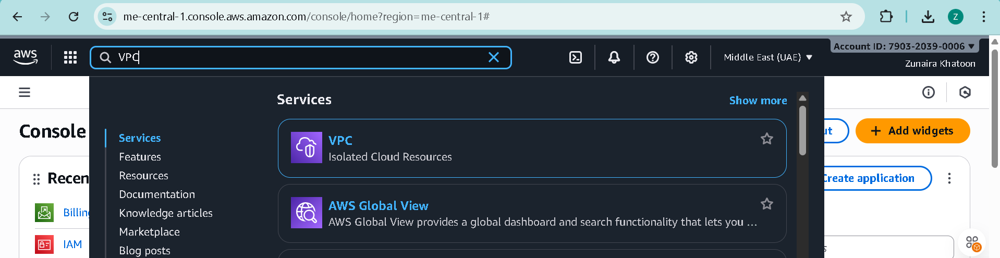 me-central-1.console.aws.amazon.com/console/home?region=me-central-1#
Z
aws
VPC
Middle East (UAE)
Account ID: 7903-2039-0006
Zunaira Khatoon
Services
Show more
Console
Services
Features
Resources
Documentation
Knowledge articles
Marketplace
Blog posts
VPC
Isolated Cloud Resources
AWS Global View
AWS Global View provides a global dashboard and search functionality that lets you ...
Add widgets
Create application
Recen
Billing
IAM